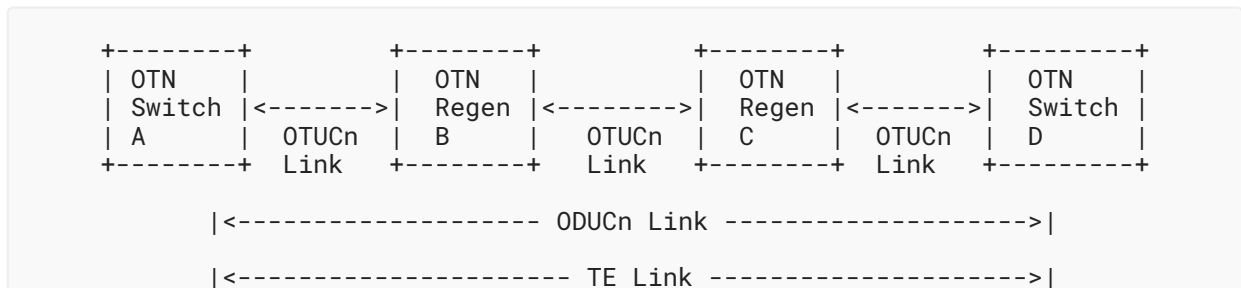 +--------+          +--------+           +--------+          +---------+
| OTN    |          |  OTN   |           |  OTN   |          |  OTN    |
| Switch |<------->|  Regen |<-------->|  Regen |<------->|  Switch |
| A      |  OTUCn  |  B     |   OTUCn  |  C     |  OTUCn  |  D      |
+--------+  Link   +--------+    Link   +--------+  Link   +---------+
|<-------------------- ODUCn Link -------------------->|
|<---------------------- TE Link ---------------------->|